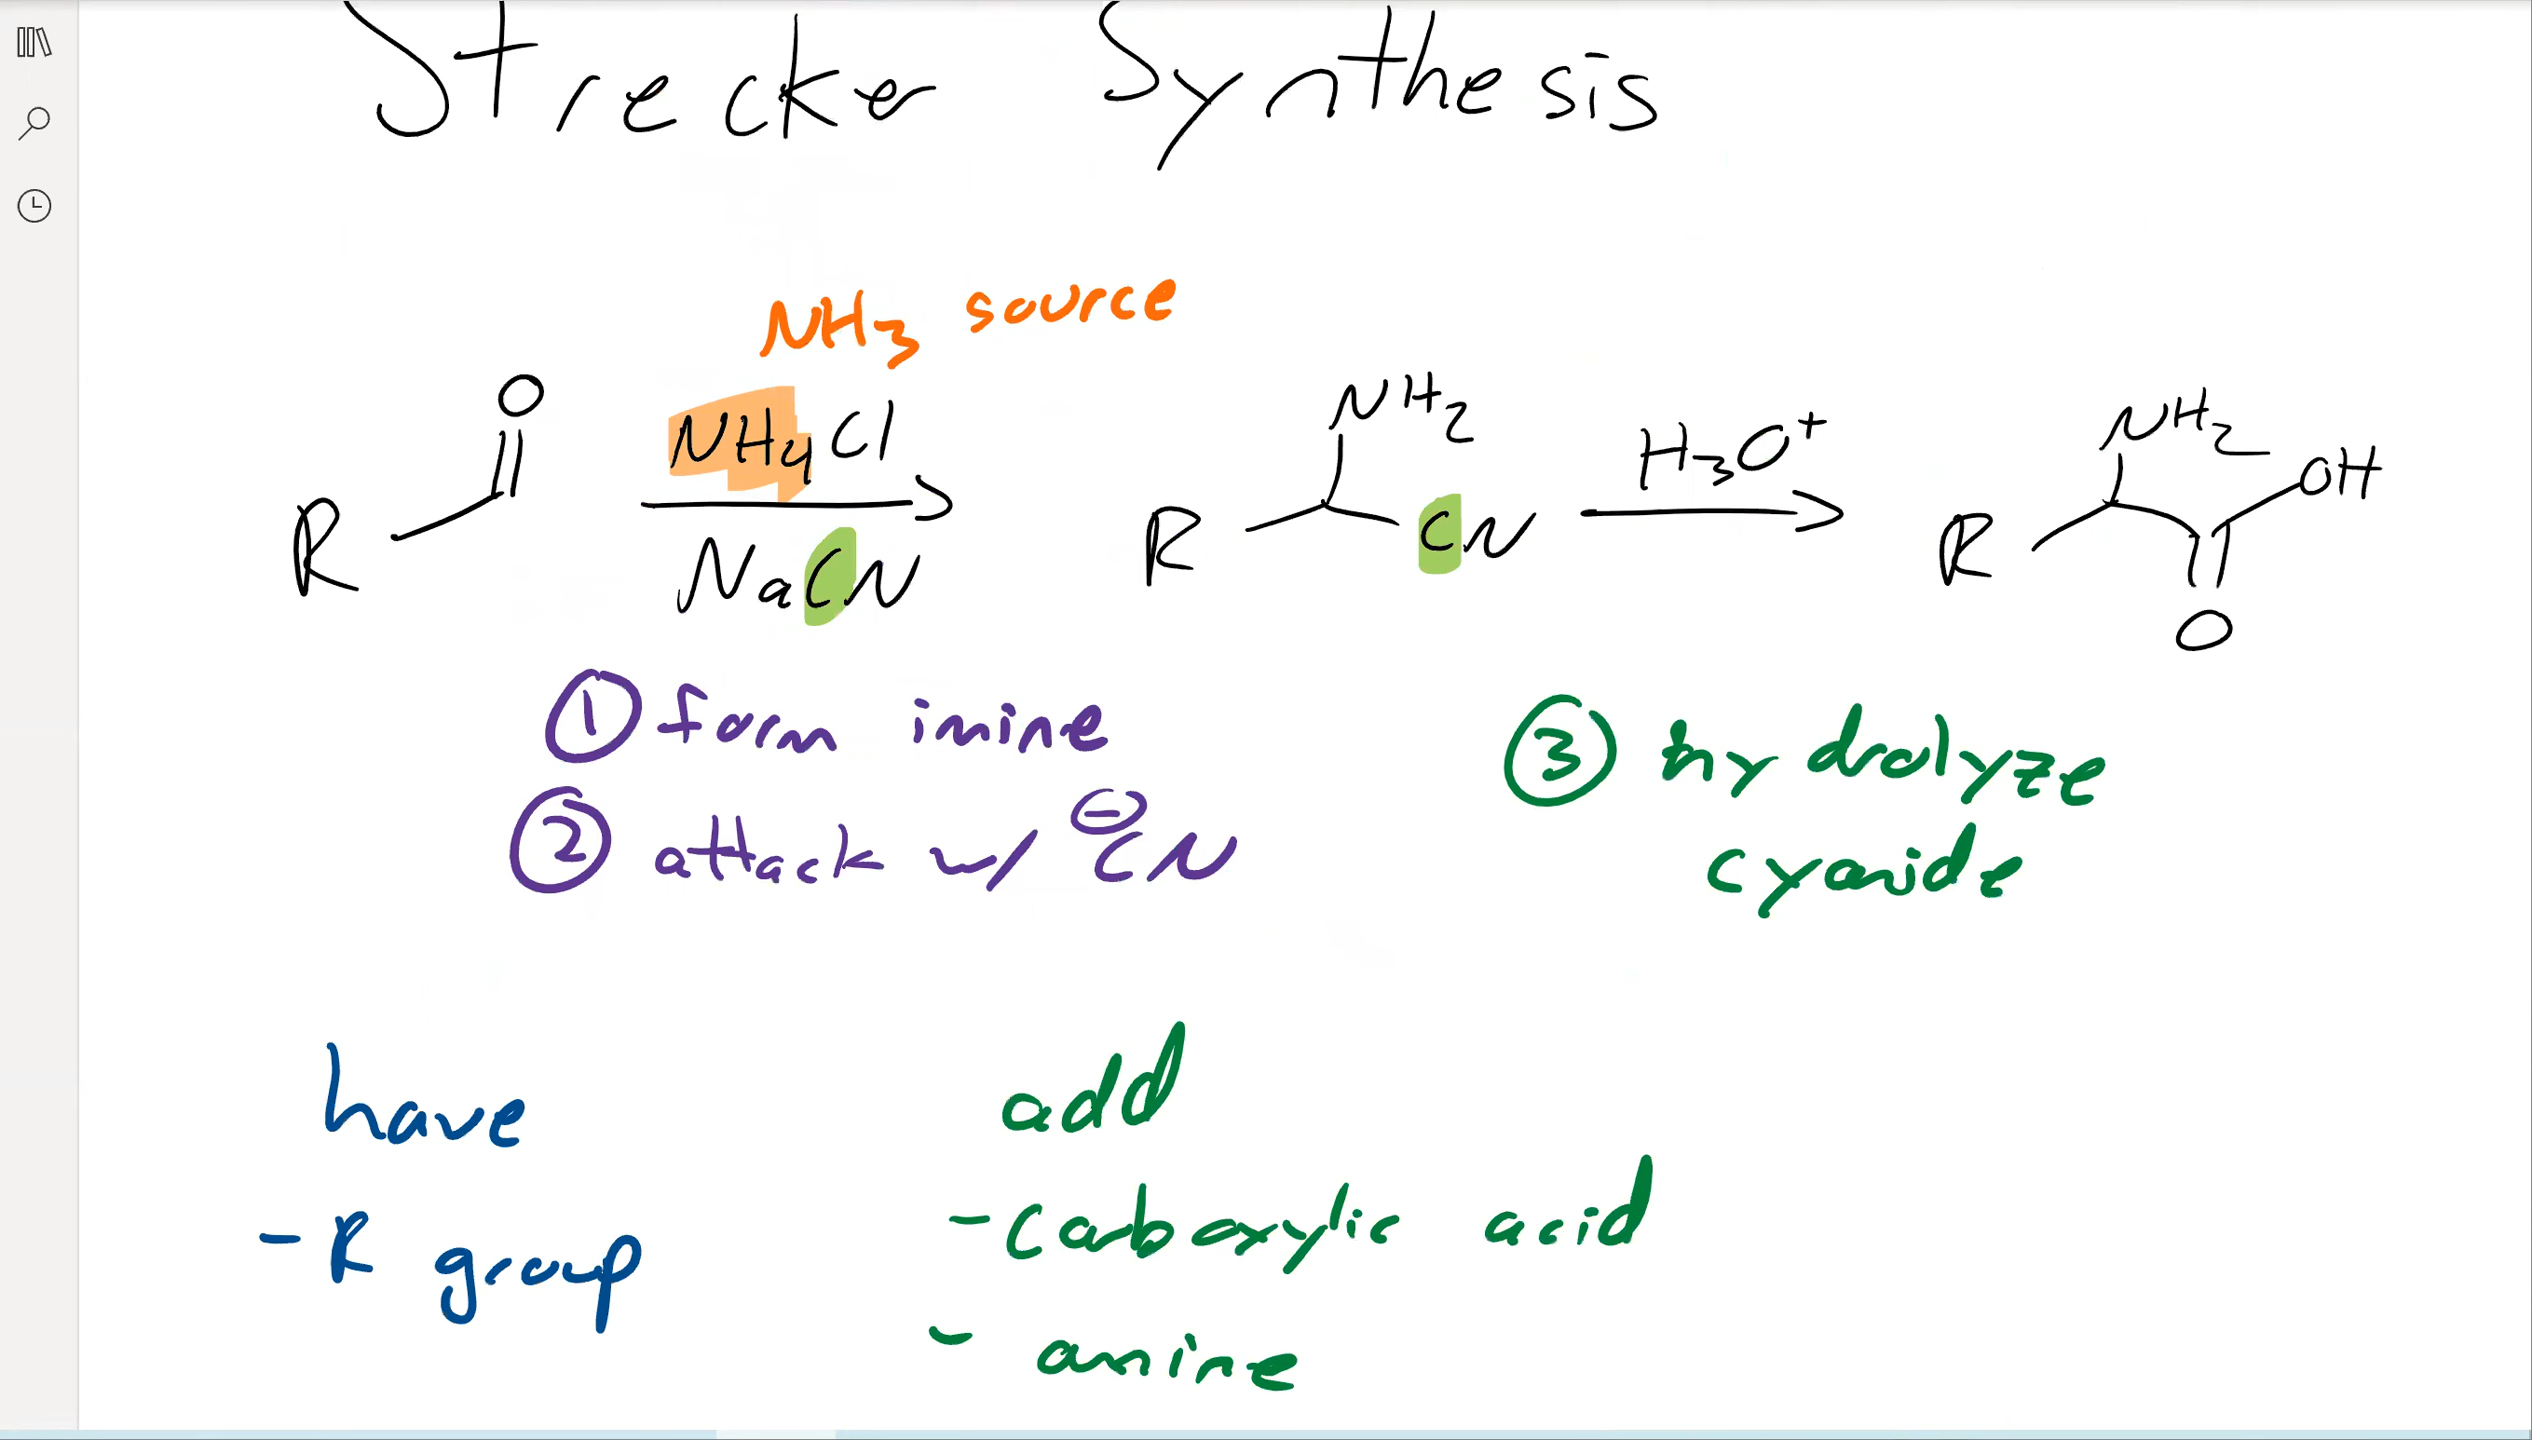 Strecker Synthesis
NH3 source
O
NH4Cl
NH2
H3O+
NH2
OH
R
NaCN
R
CN
R
O
① form imine
② attack w/ ⊖CN
③ hydrolyze
cyanide
have
add
- R group
- carboxylic acid
- amine